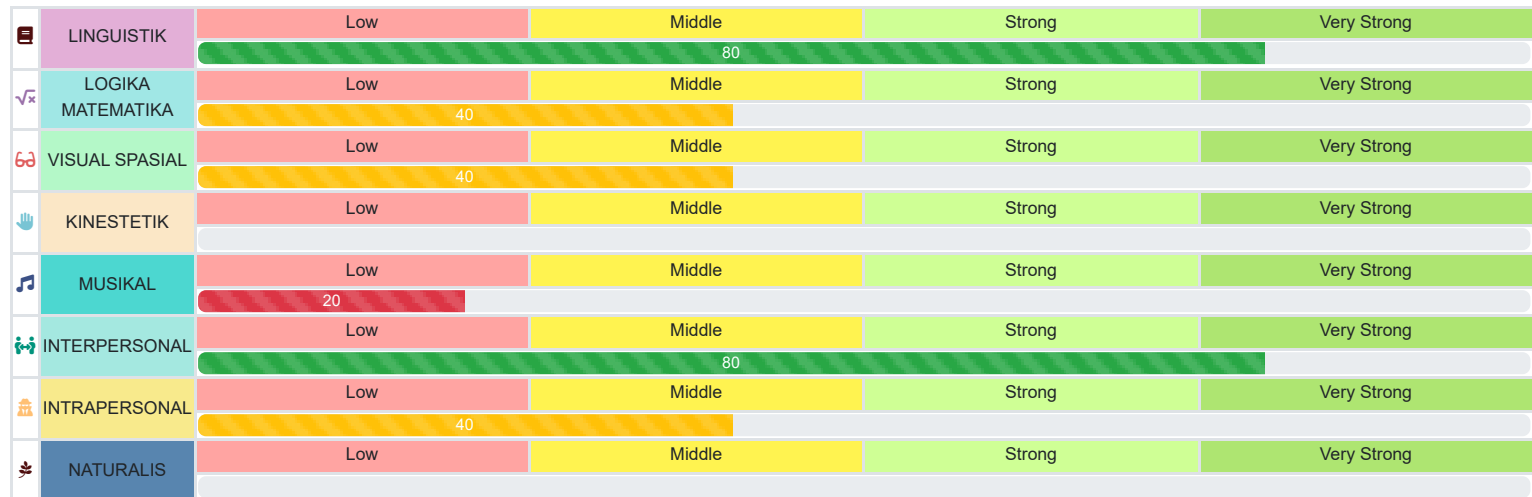 LINGUISTIK
Low Middle Strong Very Strong
80
LOGIKA
MATEMATIKA
Low Middle Strong Very Strong
40
VISUAL SPASIAL
Low Middle Strong Very Strong
40
KINESTETIK
Low Middle Strong Very Strong
MUSIKAL
Low Middle Strong Very Strong
20
INTERPERSONAL
Low Middle Strong Very Strong
80
INTRAPERSONAL
Low Middle Strong Very Strong
40
NATURALIS
Low Middle Strong Very Strong